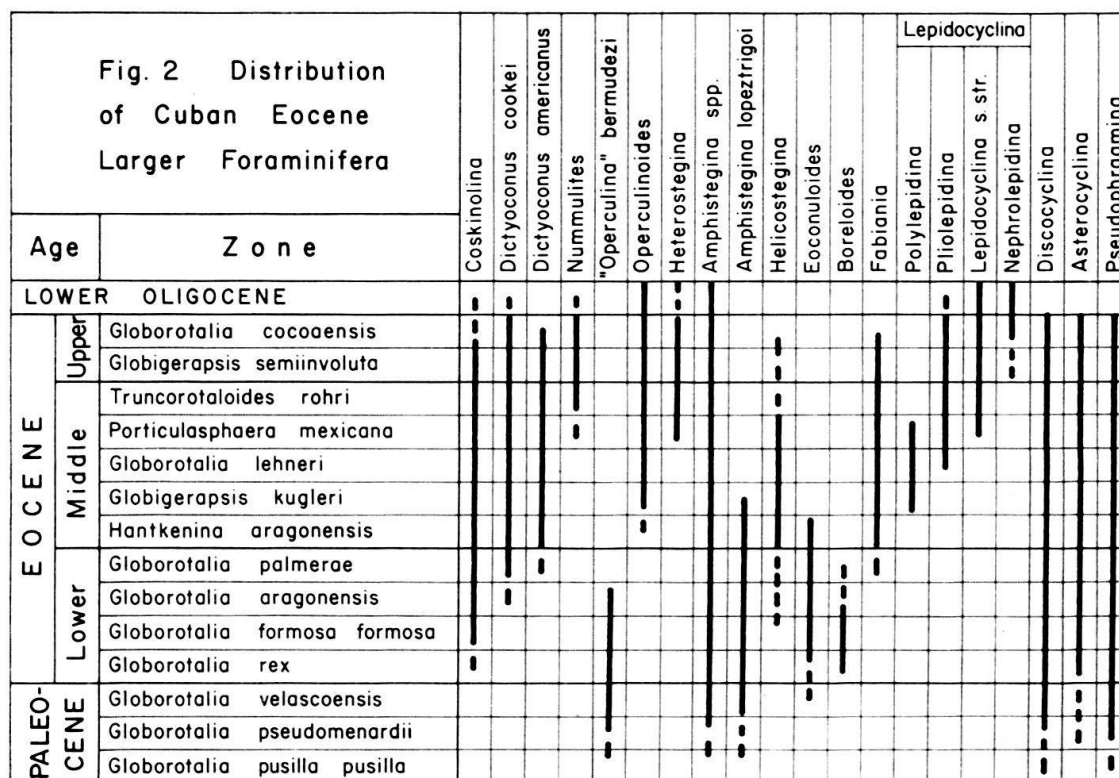 Fig. 2 Distribution
of Cuban Eocene
Larger Foraminifera
Age
Zone
Coskinolina
Dictyoconus cookei
Dictyoconus americanus
Nummulites
"Operculina" bermudezi
Operculinoides
Heterostegina
Amphistegina spp.
Amphistegina lopeztrigoi
Helicostegina
Eoconuloides
Boreloides
Fabiania
Lepidocyclina
Polylepidina
Pliolepidina
Lepidocyclina s. str.
Nephrolepidina
Discocyclina
Asterocyclina
Pseudophragmina
LOWER OLIGOCENE
EOCENE
Upper
Globorotalia cocoaensis
Globigerapsis semiinvoluta
Middle
Truncorotaloides rohri
Porticulasphaera mexicana
Globorotalia lehneri
Globigerapsis kugleri
Hantkenina aragonensis
Lower
Globorotalia palmerae
Globorotalia aragonensis
Globorotalia formosa formosa
Globorotalia rex
PALEO-
CENE
Globorotalia velascoensis
Globorotalia pseudomenardii
Globorotalia pusilla pusilla